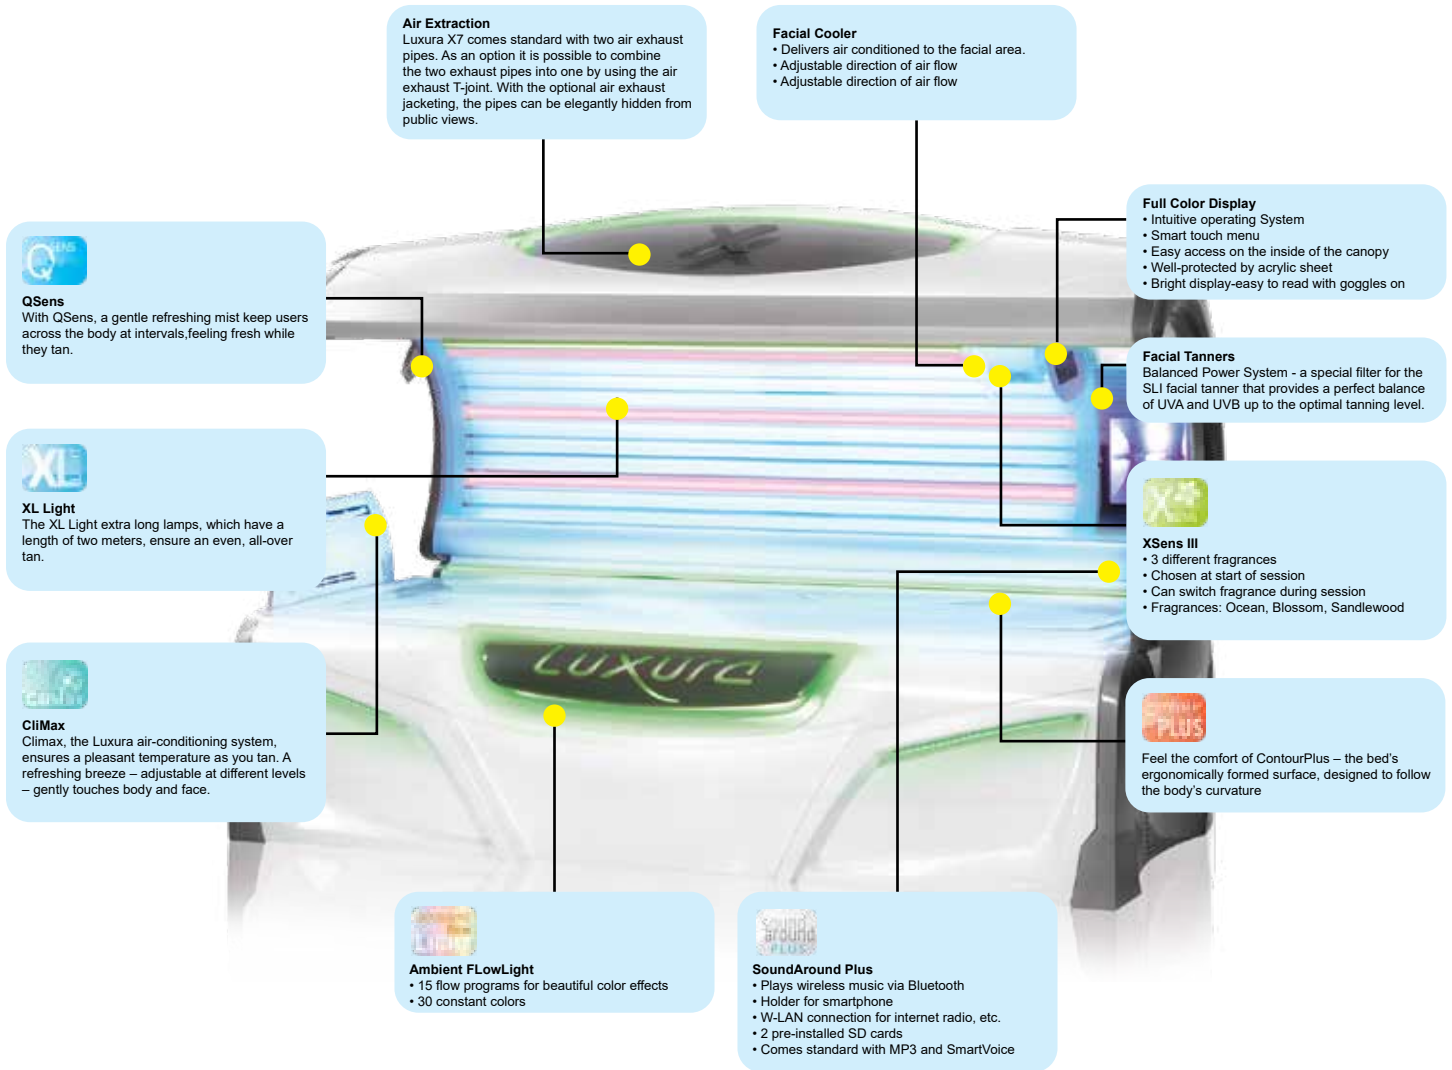 Air Extraction
Luxura X7 comes standard with two air exhaust
pipes. As an option it is possible to combine
the two exhaust pipes into one by using the air
exhaust T-joint. With the optional air exhaust
jacketing, the pipes can be elegantly hidden from
public views.
Facial Cooler
• Delivers air conditioned to the facial area.
• Adjustable direction of air flow
• Adjustable direction of air flow
Full Color Display
• Intuitive operating System
• Smart touch menu
• Easy access on the inside of the canopy
• Well-protected by acrylic sheet
• Bright display-easy to read with goggles on
QSENS
QSens
With QSens, a gentle refreshing mist keep users
across the body at intervals,feeling fresh while
they tan.
Facial Tanners
Balanced Power System - a special filter for the
SLI facial tanner that provides a perfect balance
of UVA and UVB up to the optimal tanning level.
XL
XL Light
The XL Light extra long lamps, which have a
length of two meters, ensure an even, all-over
tan.
X
XSens III
• 3 different fragrances
• Chosen at start of session
• Can switch fragrance during session
• Fragrances: Ocean, Blossom, Sandlewood
Luxura
CliMax
Climax, the Luxura air-conditioning system,
ensures a pleasant temperature as you tan. A
refreshing breeze – adjustable at different levels
– gently touches body and face.
PLUS
Feel the comfort of ContourPlus – the bed's
ergonomically formed surface, designed to follow
the body's curvature
LIGHT
Ambient FLowLight
• 15 flow programs for beautiful color effects
• 30 constant colors
sound
around
PLUS
SoundAround Plus
• Plays wireless music via Bluetooth
• Holder for smartphone
• W-LAN connection for internet radio, etc.
• 2 pre-installed SD cards
• Comes standard with MP3 and SmartVoice